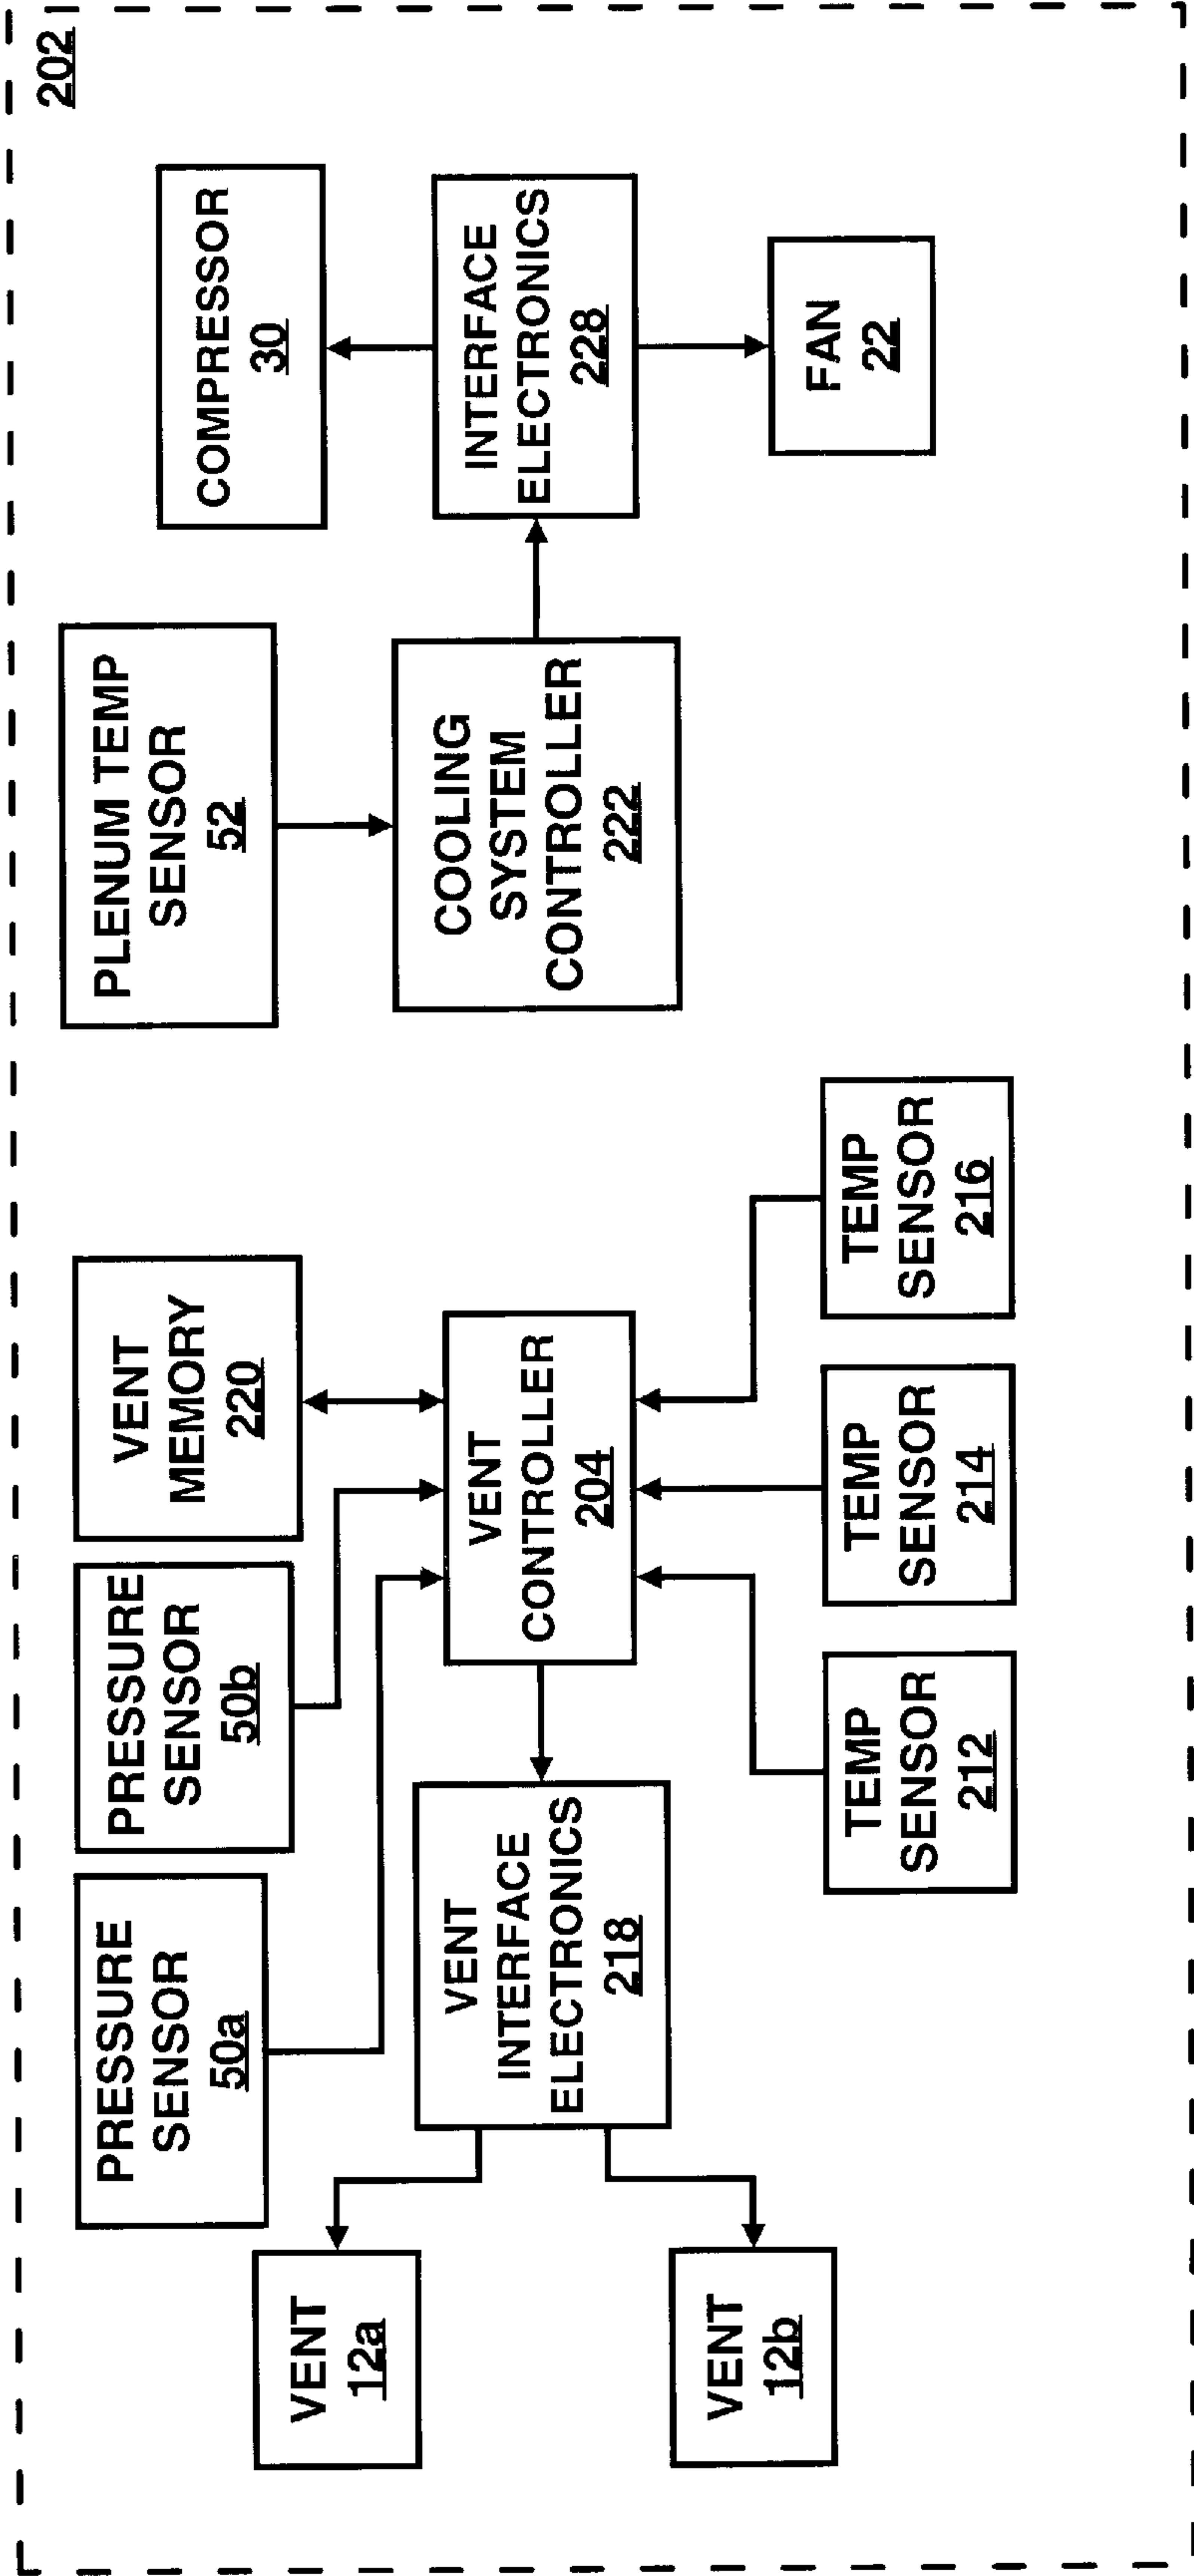 202
PRESSURE
SENSOR
50a
PRESSURE
SENSOR
50b
VENT
MEMORY
220
PLENUM TEMP
SENSOR
52
COMPRESSOR
30
VENT
12a
VENT
12b
VENT
INTERFACE
ELECTRONICS
218
VENT
CONTROLLER
204
COOLING
SYSTEM
CONTROLLER
222
INTERFACE
ELECTRONICS
228
TEMP
SENSOR
212
TEMP
SENSOR
214
TEMP
SENSOR
216
FAN
22